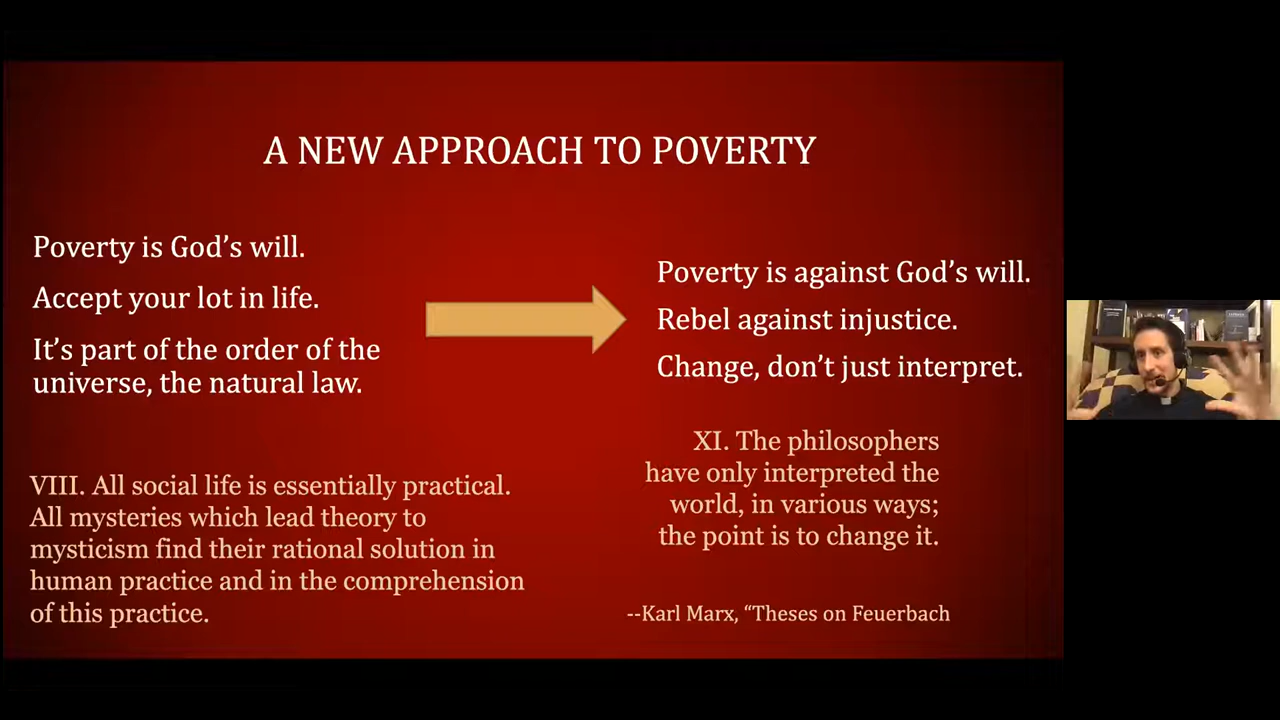 A NEW APPROACH TO POVERTY
Poverty is God’s will.
Accept your lot in life.
It’s part of the order of the
universe, the natural law.
Poverty is against God’s will.
Rebel against injustice.
Change, don’t just interpret.
VIII. All social life is essentially practical.
All mysteries which lead theory to
mysticism find their rational solution in
human practice and in the comprehension
of this practice.
XI. The philosophers
have only interpreted the
world, in various ways;
the point is to change it.
--Karl Marx, “Theses on Feuerbach